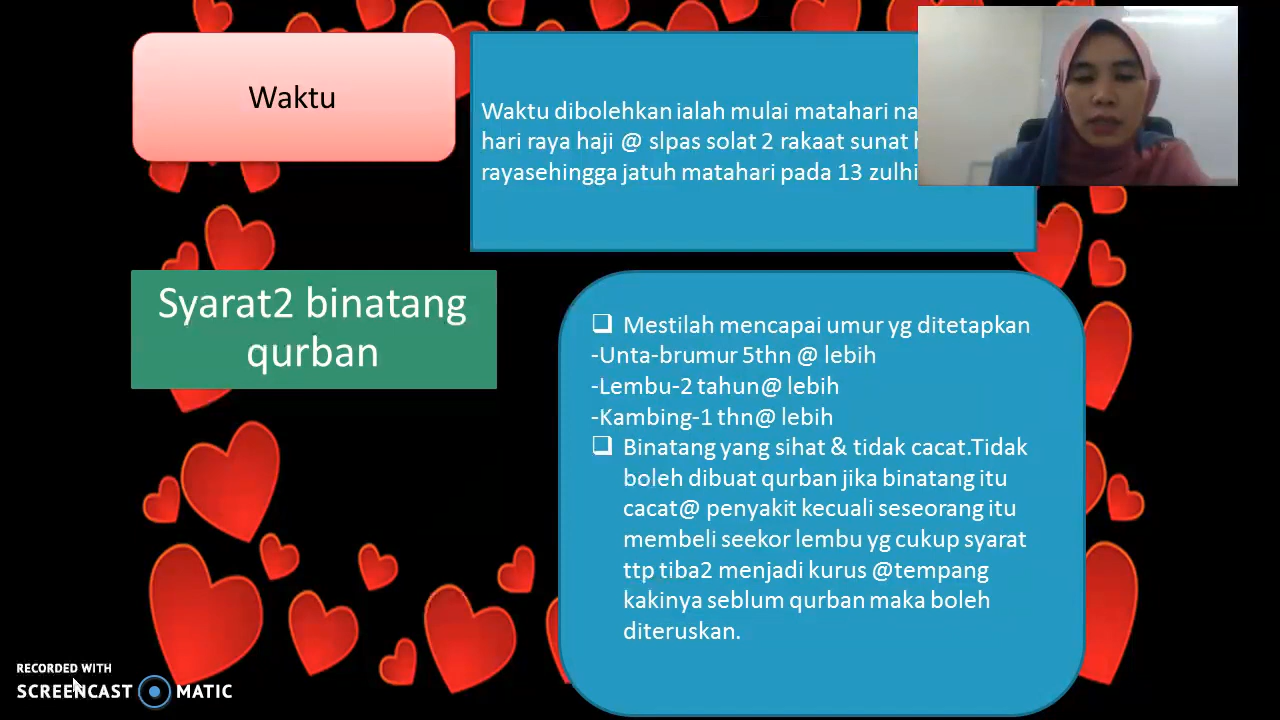 Waktu
Waktu dibolehkan ialah mulai matahari
hari raya haji @ slpas solat 2 rakaat sunat
rayasehingga jatuh matahari pada 13
Syarat2 binatang
qurban
❑ Mestilah mencapai umur yg ditetapkan
-Unta-brumur 5thn @ lebih
-Lembu-2 tahun@ lebih
-Kambing-1 thn@ lebih
❑ Binatang yang sihat & tidak cacat.Tidak
boleh dibuat qurban jika binatang itu
cacat@ penyakit kecuali seseorang itu
membeli seekor lembu yg cukup syarat
ttp tiba2 menjadi kurus @tempang
kakinya seblum qurban maka boleh
diteruskan.
RECORDED WITH
SCREENCAST MATIC